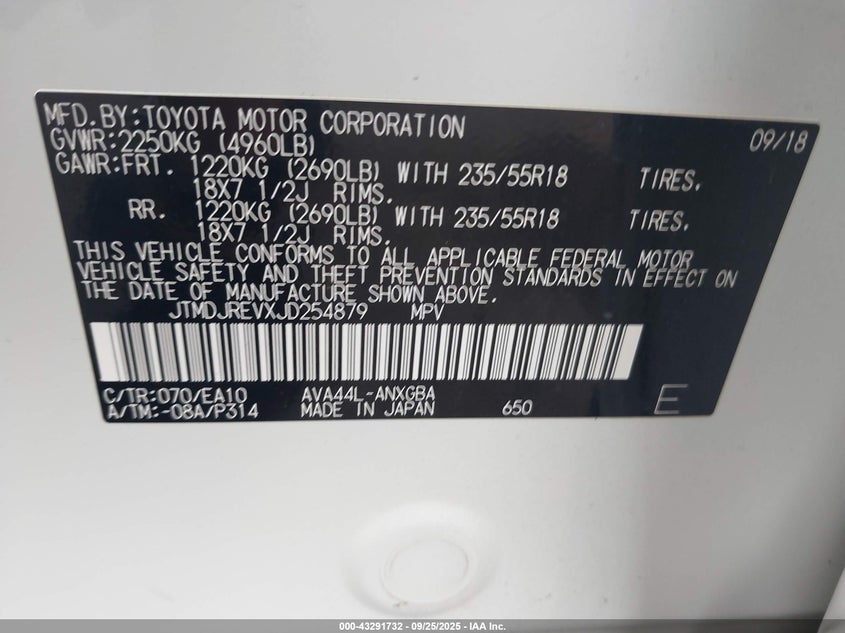 MFD.BY:TOYOTA MOTOR CORPORATION 09/18
GVWR:2250KG (4960LB)
GAWR:FRT. 1220KG (2690LB) WITH 235/55R18 TIRES.
18X7 1/2J RIMS.
RR. 1220KG (2690LB) WITH 235/55R18 TIRES.
18X7 1/2J RIMS.
THIS VEHICLE CONFORMS TO ALL APPLICABLE FEDERAL MOTOR
VEHICLE SAFETY AND THEFT PREVENTION STANDARDS IN EFFECT ON
THE DATE OF MANUFACTURE SHOWN ABOVE.
JTMDJREVXJD254879 MPV
C/TR:070/EA10 AVA44L-ANXGBA
A/TM:-08A/P314 MADE IN JAPAN 650 E
000-43291732 - 09/25/2025 - IAA Inc.